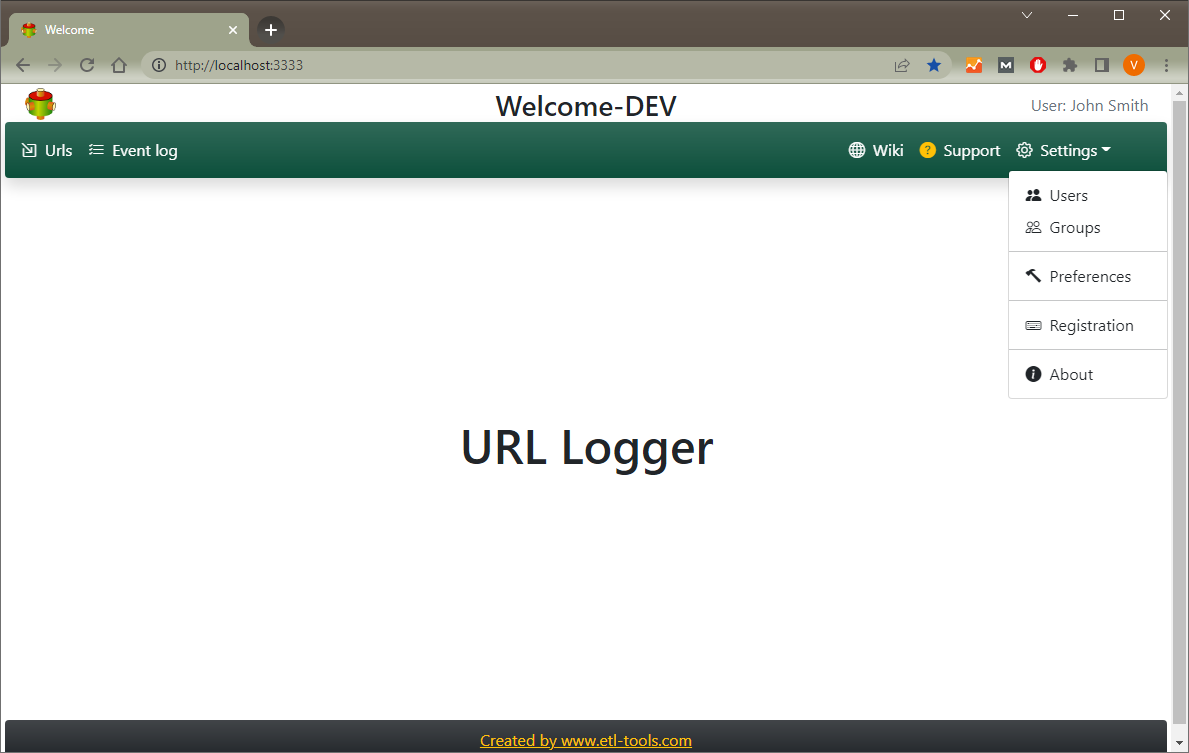 Welcome
http://localhost:3333
M
V
Welcome-DEV
User: John Smith
Urls
Event log
Wiki
? Support
Settings
Users
Groups
Preferences
Registration
i About
URL Logger
Created by www.etl-tools.com